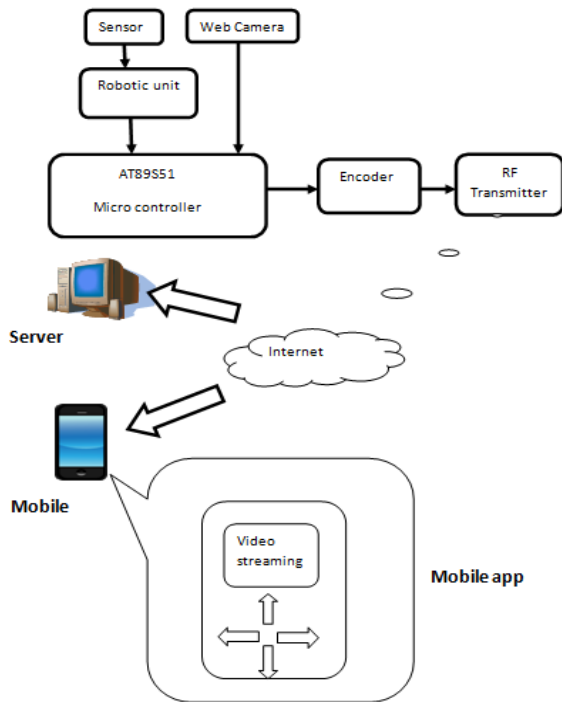 Sensor
Web Camera
Robotic unit
AT89S51
Micro controller
Encoder
RF
Transmitter
Server
Internet
Mobile
Video
streaming
Mobile app